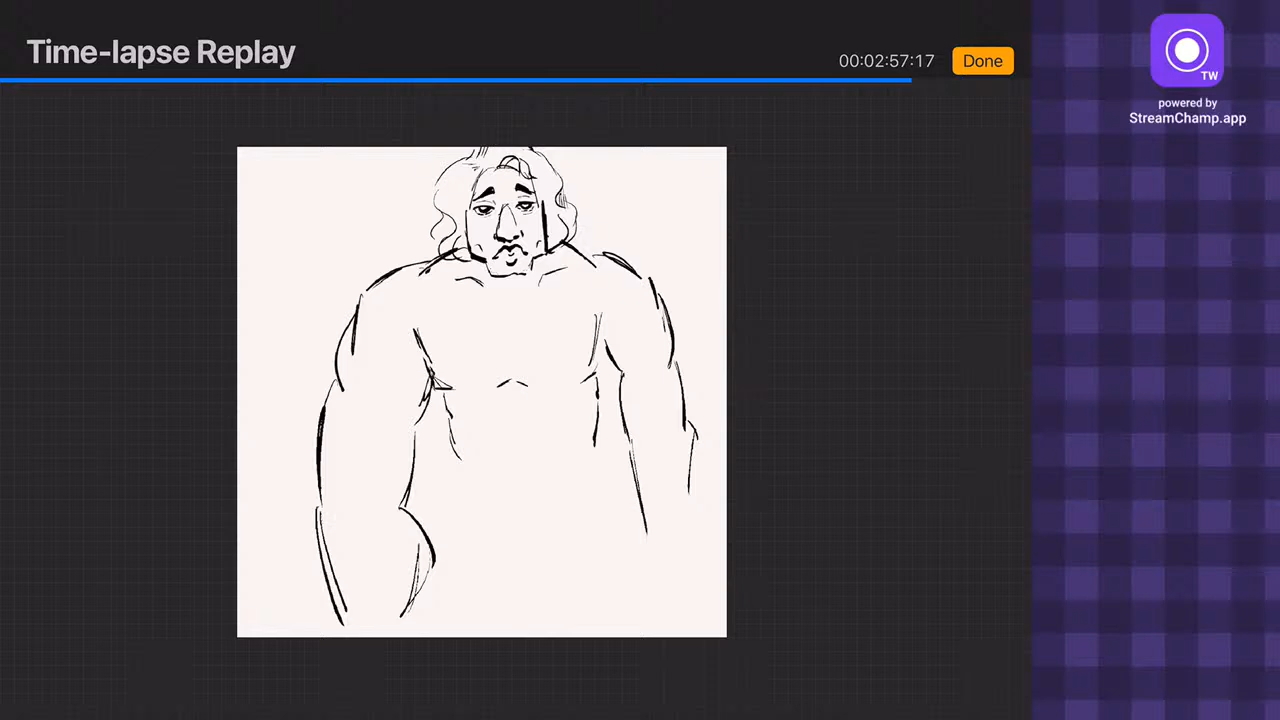 Time-lapse Replay
00:02:57:17
Done
TW
powered by
StreamChamp.app